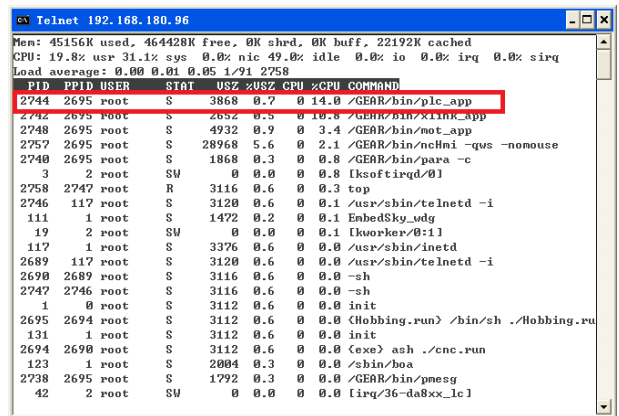 Telnet 192.168.180.96
Mem: 45156K used, 464428K free, 0K shrd, 0K buff, 22192K cached
CPU: 19.8% usr 31.1% sys  0.0% nic 49.0% idle  0.0% io  0.0% irq  0.0% sirq
Load average: 0.00 0.01 0.05 1/91 2758
PID PPID USER STAT VSZ %VSZ CPU %CPU COMMAND
2744 2695 root S 3868 0.7 0 14.0 /GEAR/bin/plc_app
2742 2695 root S 2652 0.5 0 10.8 /GEAR/bin/xlink_app
2748 2695 root S 4932 0.9 0 3.4 /GEAR/bin/mot_app
2757 2695 root S 28968 5.6 0 2.1 /GEAR/bin/ncHmi -qws -nomouse
2740 2695 root S 1868 0.3 0 0.8 /GEAR/bin/para -c
3 2 root SW 0 0.0 0 0.8 [ksoftirqd/0]
2758 2747 root R 3116 0.6 0 0.3 top
2746 117 root S 3120 0.6 0 0.1 /usr/sbin/telnetd -i
111 1 root S 1472 0.2 0 0.1 EmbedSky_wdg
19 2 root SW 0 0.0 0 0.1 [kworker/0:1]
117 1 root S 3376 0.6 0 0.0 /usr/sbin/inetd
2689 117 root S 3120 0.6 0 0.0 /usr/sbin/telnetd -i
2690 2689 root S 3116 0.6 0 0.0 -sh
2747 2746 root S 3116 0.6 0 0.0 -sh
1 0 root S 3112 0.6 0 0.0 init
2695 2694 root S 3112 0.6 0 0.0 {Hobbing.run} /bin/sh ./Hobbing.ru
131 1 root S 3112 0.6 0 0.0 init
2694 2690 root S 3112 0.6 0 0.0 {exe} ash ./cnc.run
123 1 root S 2004 0.3 0 0.0 /sbin/boa
2738 2695 root S 1792 0.3 0 0.0 /GEAR/bin/pmesg
42 2 root SW 0 0.0 0 0.0 [irq/36-da8xx_lc]